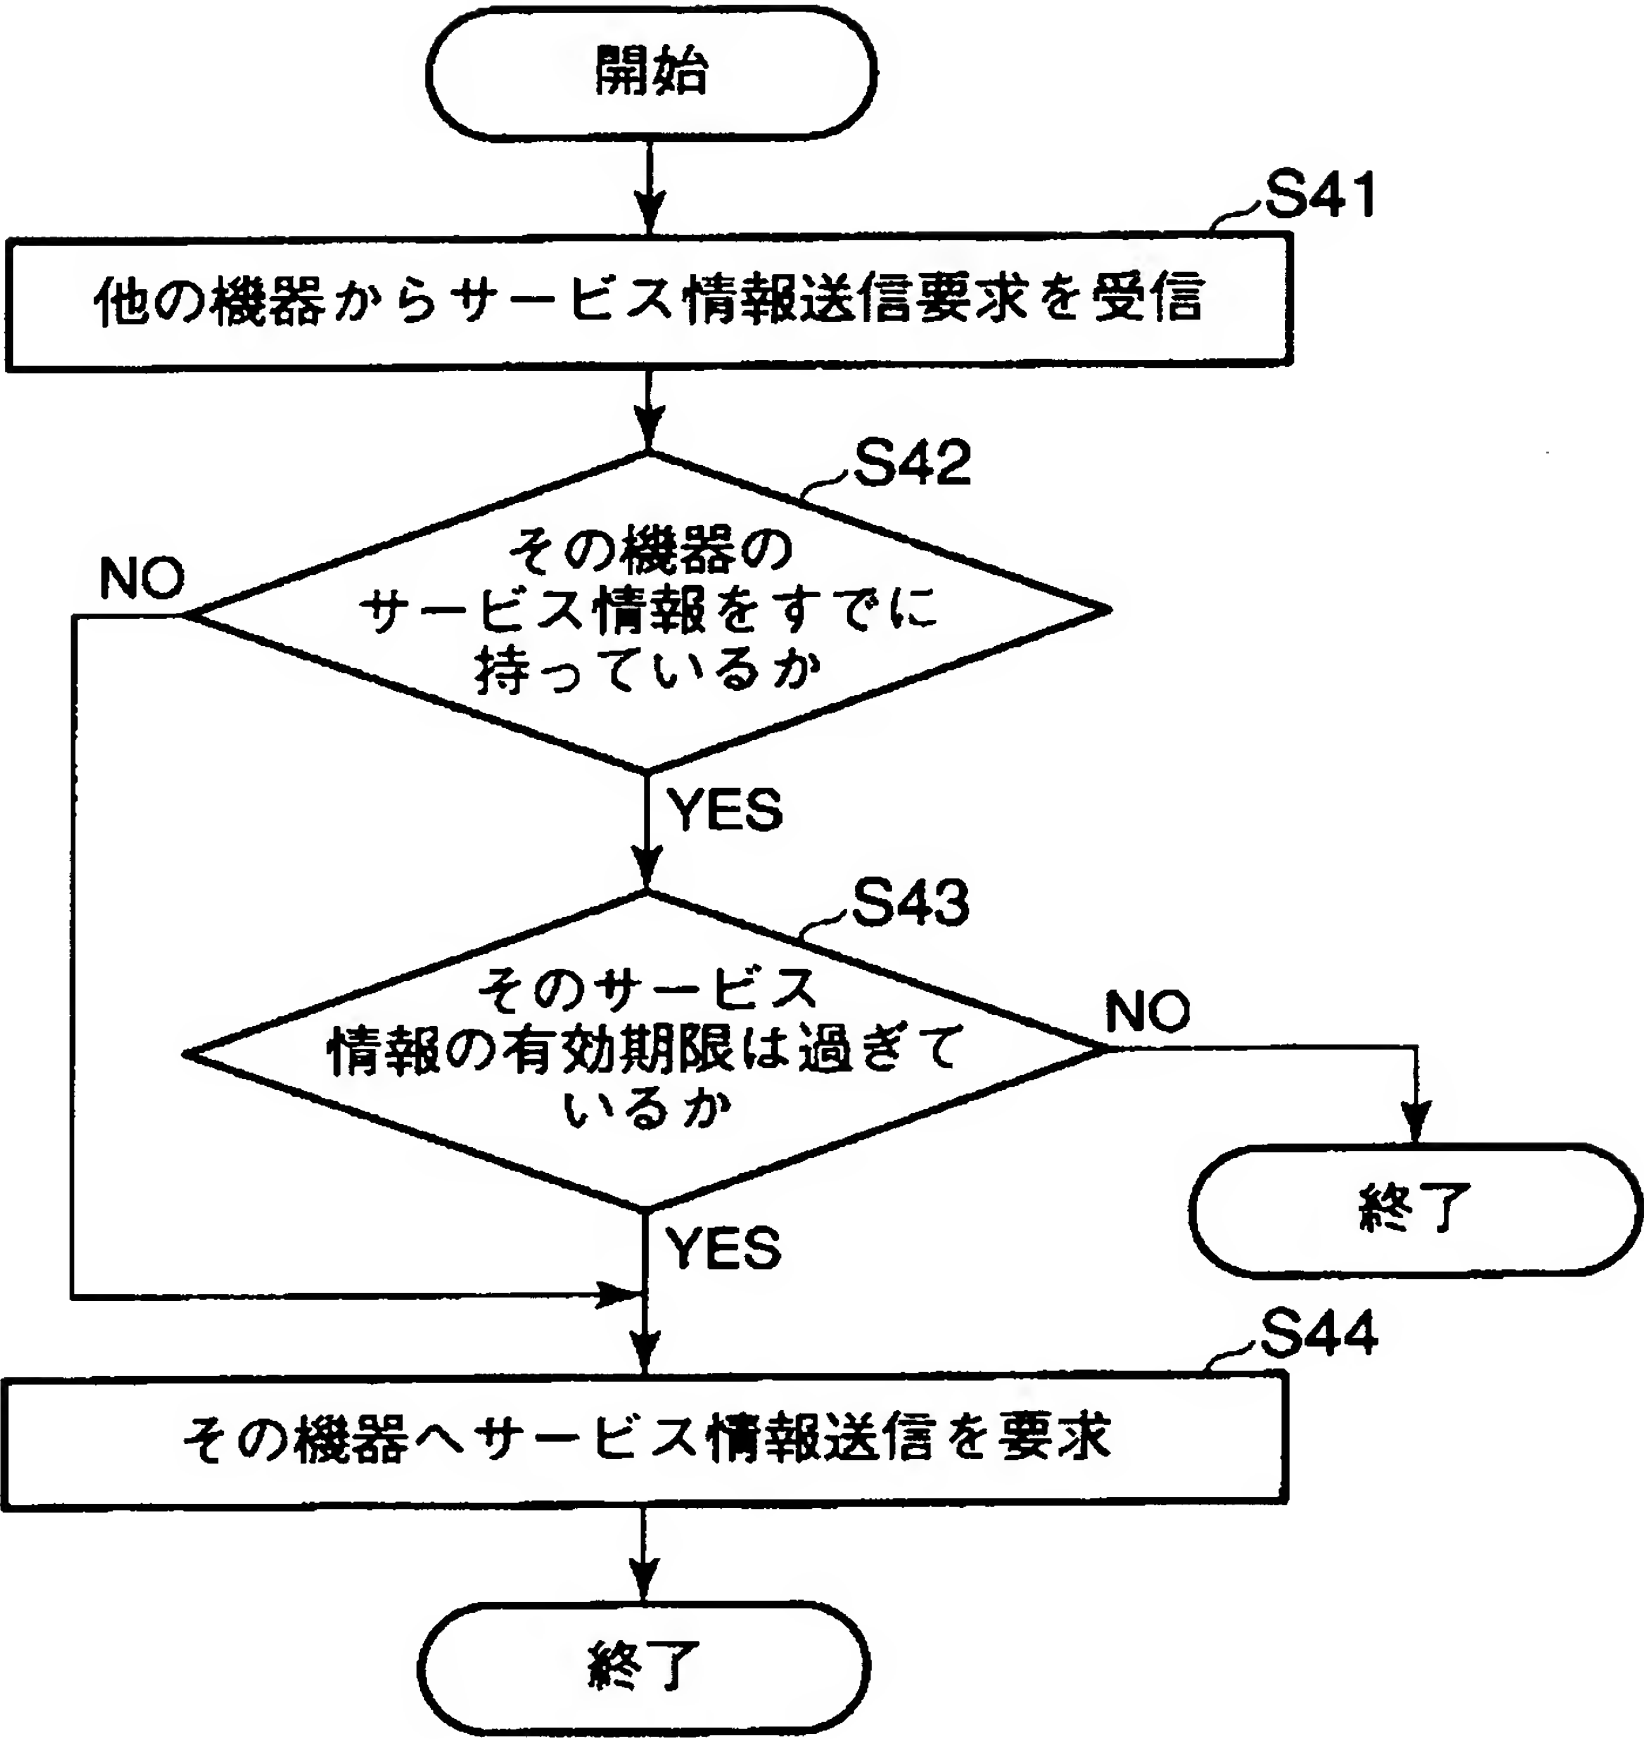 開始
S41
他の機器からサービス情報送信要求を受信
S42
その機器の
サービス情報をすでに
持っているか
NO
YES
S43
そのサービス
情報の有効期限は過ぎて
いるか
NO
終了
YES
S44
その機器へサービス情報送信を要求
終了